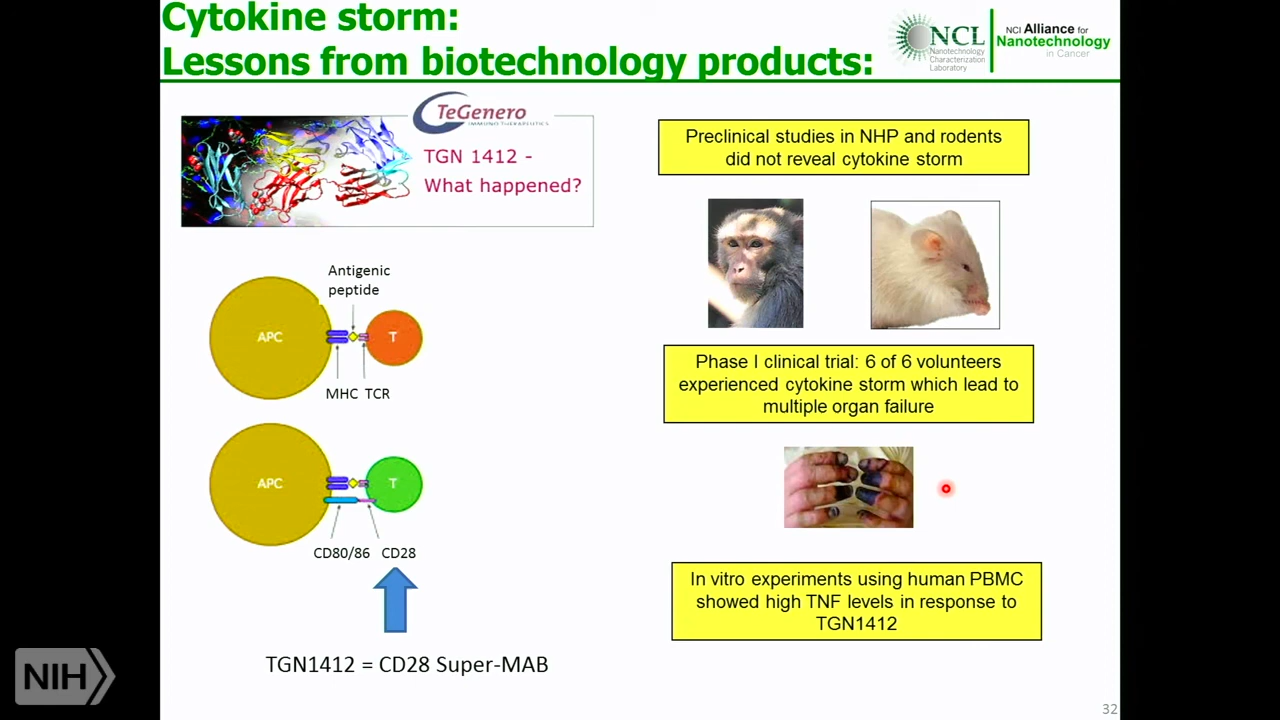 Cytokine storm:
Lessons from biotechnology products:
NCL
Nanotechnology
Characterization
Laboratory
NCI Alliance for
Nanotechnology
in Cancer
TeGenero
IMMUNO THERAPEUTICS
TGN 1412 -
What happened?
Antigenic
peptide
APC
T
MHC TCR
APC
T
CD80/86 CD28
TGN1412 = CD28 Super-MAB
Preclinical studies in NHP and rodents
did not reveal cytokine storm
Phase I clinical trial: 6 of 6 volunteers
experienced cytokine storm which lead to
multiple organ failure
In vitro experiments using human PBMC
showed high TNF levels in response to
TGN1412
NIH
32